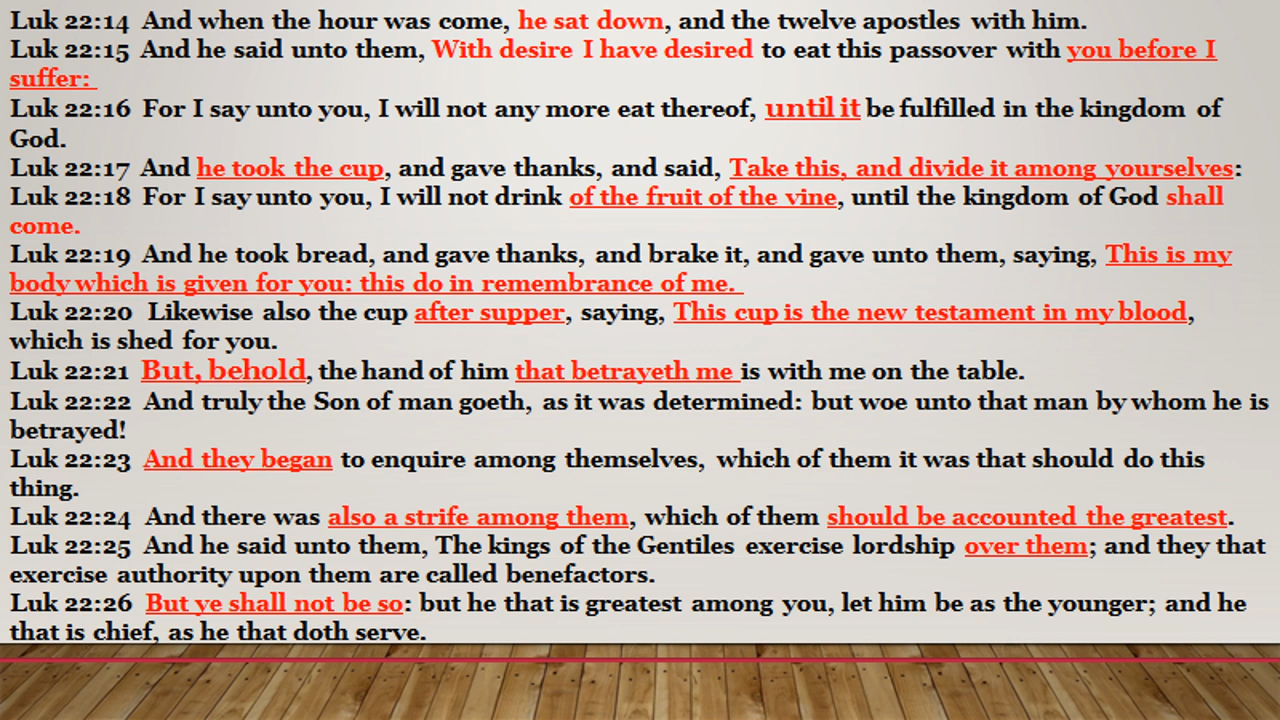 Luk 22:14 And when the hour was come, he sat down, and the twelve apostles with him.
Luk 22:15 And he said unto them, With desire I have desired to eat this passover with you before I
suffer:
Luk 22:16 For I say unto you, I will not any more eat thereof, until it be fulfilled in the kingdom of
God.
Luk 22:17 And he took the cup, and gave thanks, and said, Take this, and divide it among yourselves:
Luk 22:18 For I say unto you, I will not drink of the fruit of the vine, until the kingdom of God shall
come.
Luk 22:19 And he took bread, and gave thanks, and brake it, and gave unto them, saying, This is my
body which is given for you: this do in remembrance of me.
Luk 22:20 Likewise also the cup after supper, saying, This cup is the new testament in my blood,
which is shed for you.
Luk 22:21 But, behold, the hand of him that betrayeth me is with me on the table.
Luk 22:22 And truly the Son of man goeth, as it was determined: but woe unto that man by whom he is
betrayed!
Luk 22:23 And they began to enquire among themselves, which of them it was that should do this
thing.
Luk 22:24 And there was also a strife among them, which of them should be accounted the greatest.
Luk 22:25 And he said unto them, The kings of the Gentiles exercise lordship over them; and they that
exercise authority upon them are called benefactors.
Luk 22:26 But ye shall not be so: but he that is greatest among you, let him be as the younger; and he
that is chief, as he that doth serve.